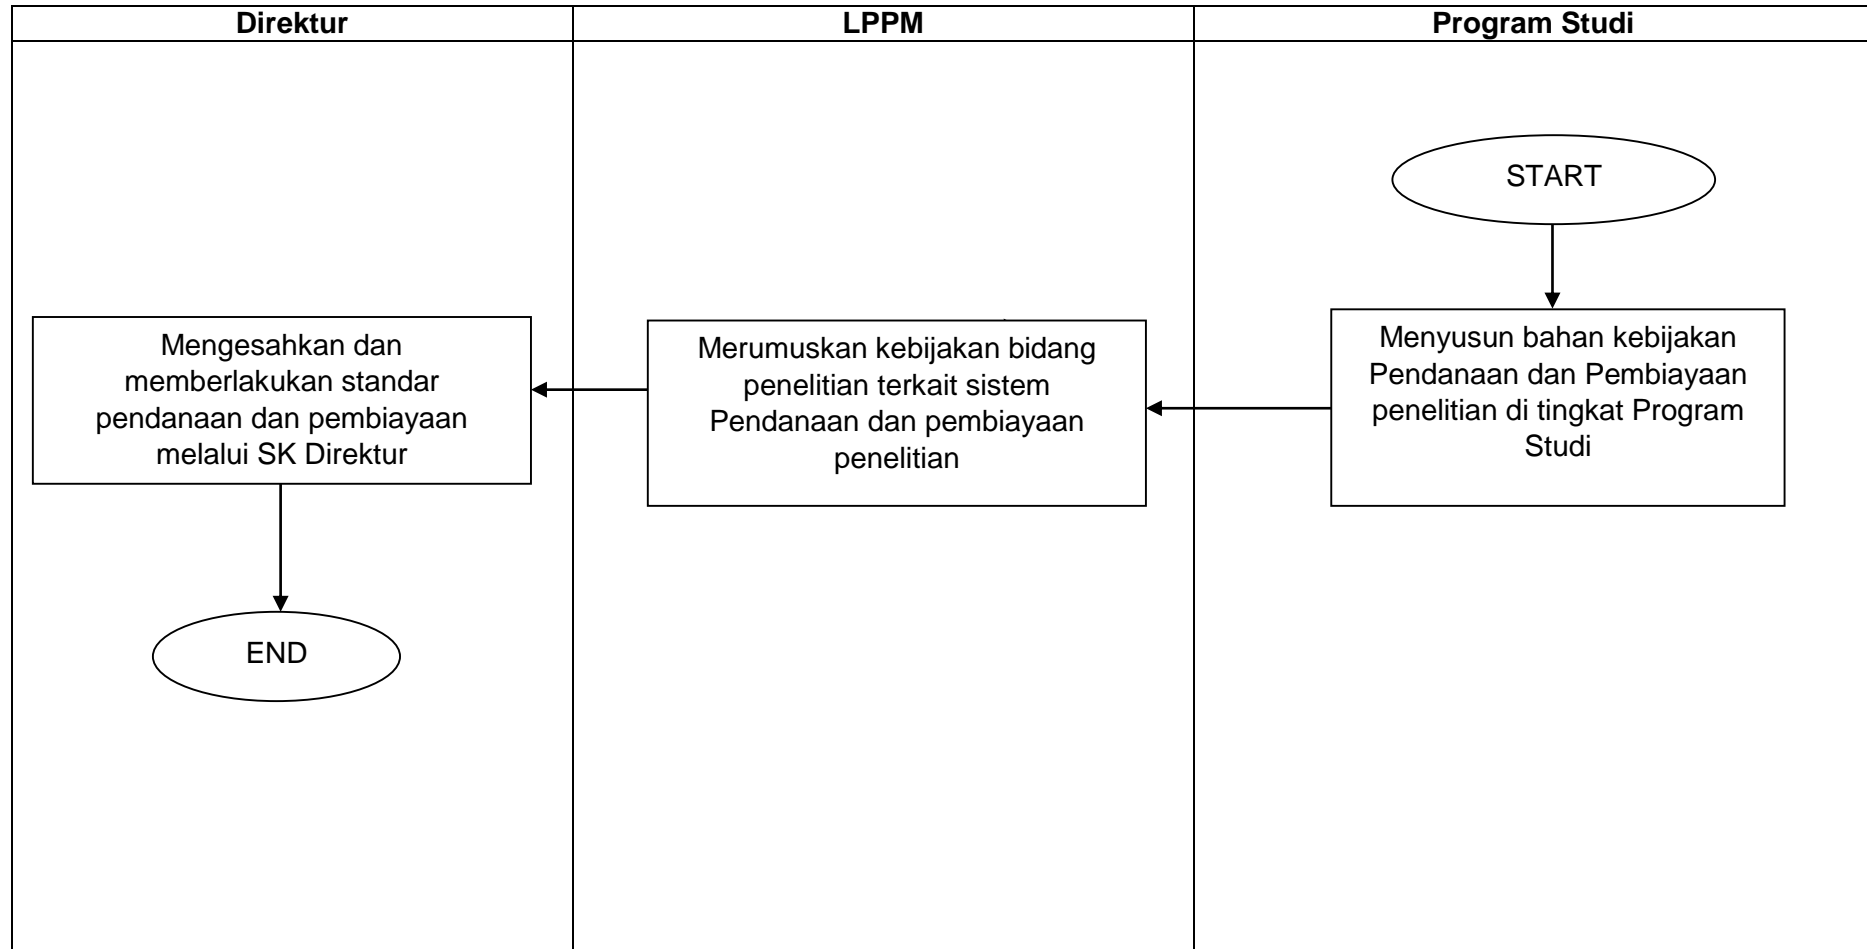 Direktur
LPPM
Program Studi
START
Menyusun bahan kebijakan
Pendanaan dan Pembiayaan
penelitian di tingkat Program
Studi
Merumuskan kebijakan bidang
penelitian terkait sistem
Pendanaan dan pembiayaan
penelitian
Mengesahkan dan
memberlakukan standar
pendanaan dan pembiayaan
melalui SK Direktur
END